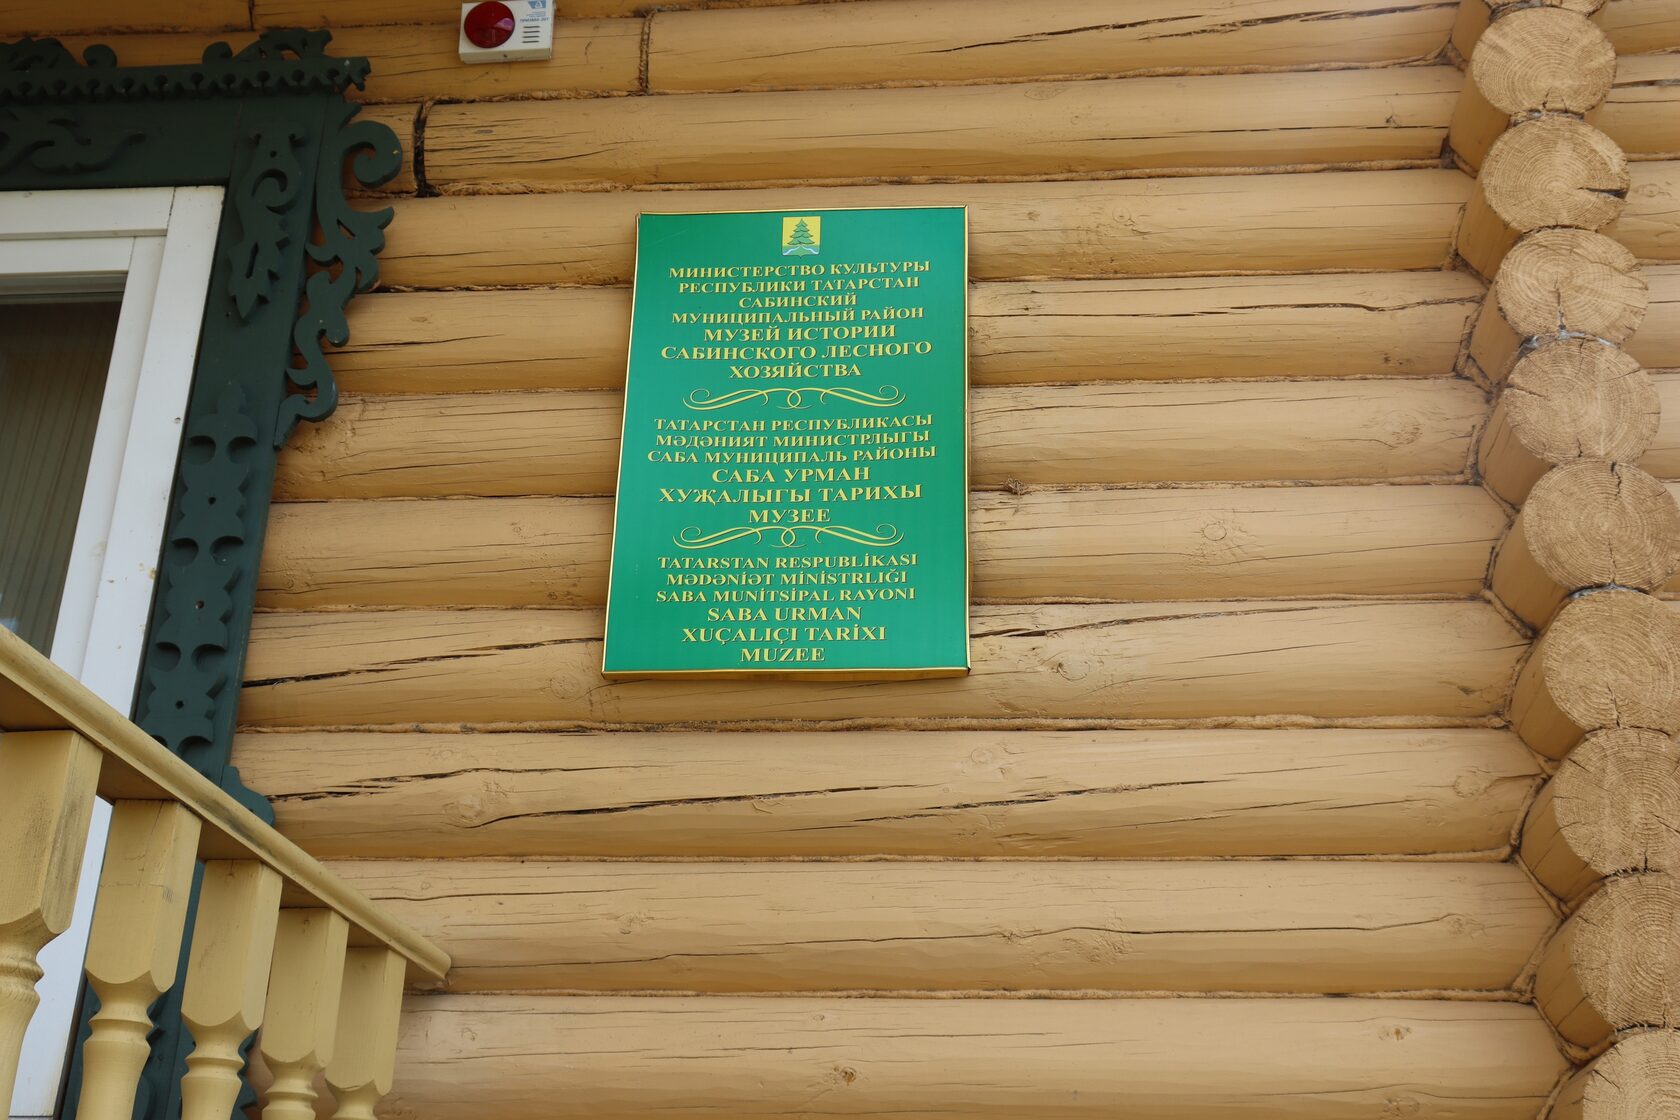 МИНИСТЕРСТВО КУЛЬТУРЫ
РЕСПУБЛИКИ ТАТАРСТАН
САБИНСКИЙ
МУНИЦИПАЛЬНЫЙ РАЙОН
МУЗЕЙ ИСТОРИИ
САБИНСКОГО ЛЕСНОГО
ХОЗЯЙСТВА
ТАТАРСТАН РЕСПУБЛИКАСЫ
МӘДӘНИЯТ МИНИСТРЛЫГЫ
САБА МУНИЦИПАЛЬ РАЙОНЫ
САБА УРМАН
ХУҖАЛЫГЫ ТАРИХЫ
МУЗЕЕ
TATARSTAN RESPUBLİKASI
MƏDƏNİƏT MİNİSTRLIĞI
SABA MUNİTSİPAL RAYONI
SABA URMAN
XUÇALIÇI TARİXI
MUZEE